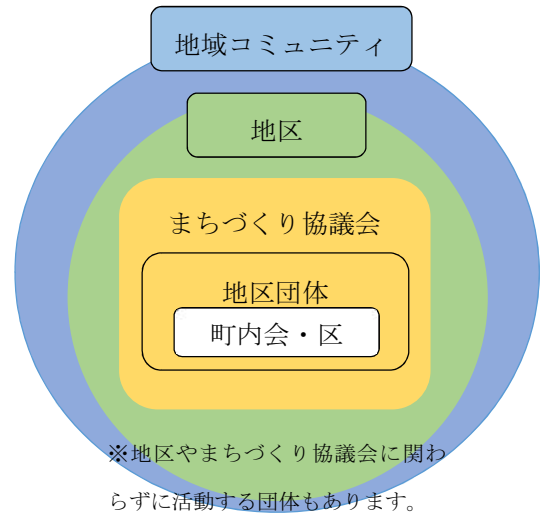 地域コミュニティ
地区
まちづくり協議会
地区団体
町内会・区
※地区やまちづくり協議会に関わ
らずに活動する団体もあります。